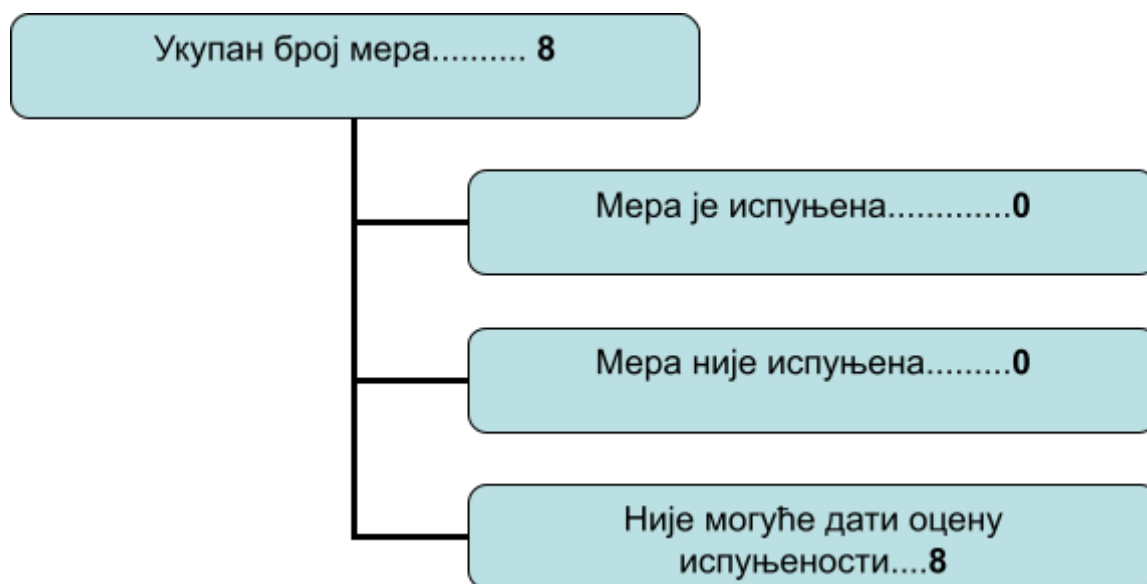 Укупан број мера.......... 8
Мера је испуњена.............0
Мера није испуњена.........0
Није могуће дати оцену
испуњености....8